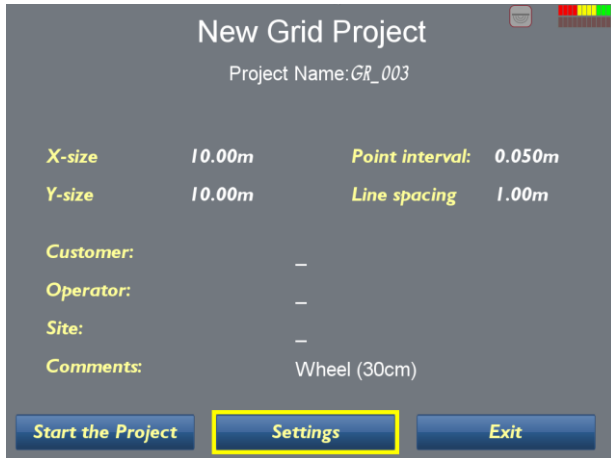 New Grid Project
Project Name:GR_003
X-size 10.00m Point interval: 0.050m
Y-size 10.00m Line spacing 1.00m
Customer: _
Operator: _
Site: _
Comments: Wheel (30cm)
Start the Project Settings Exit